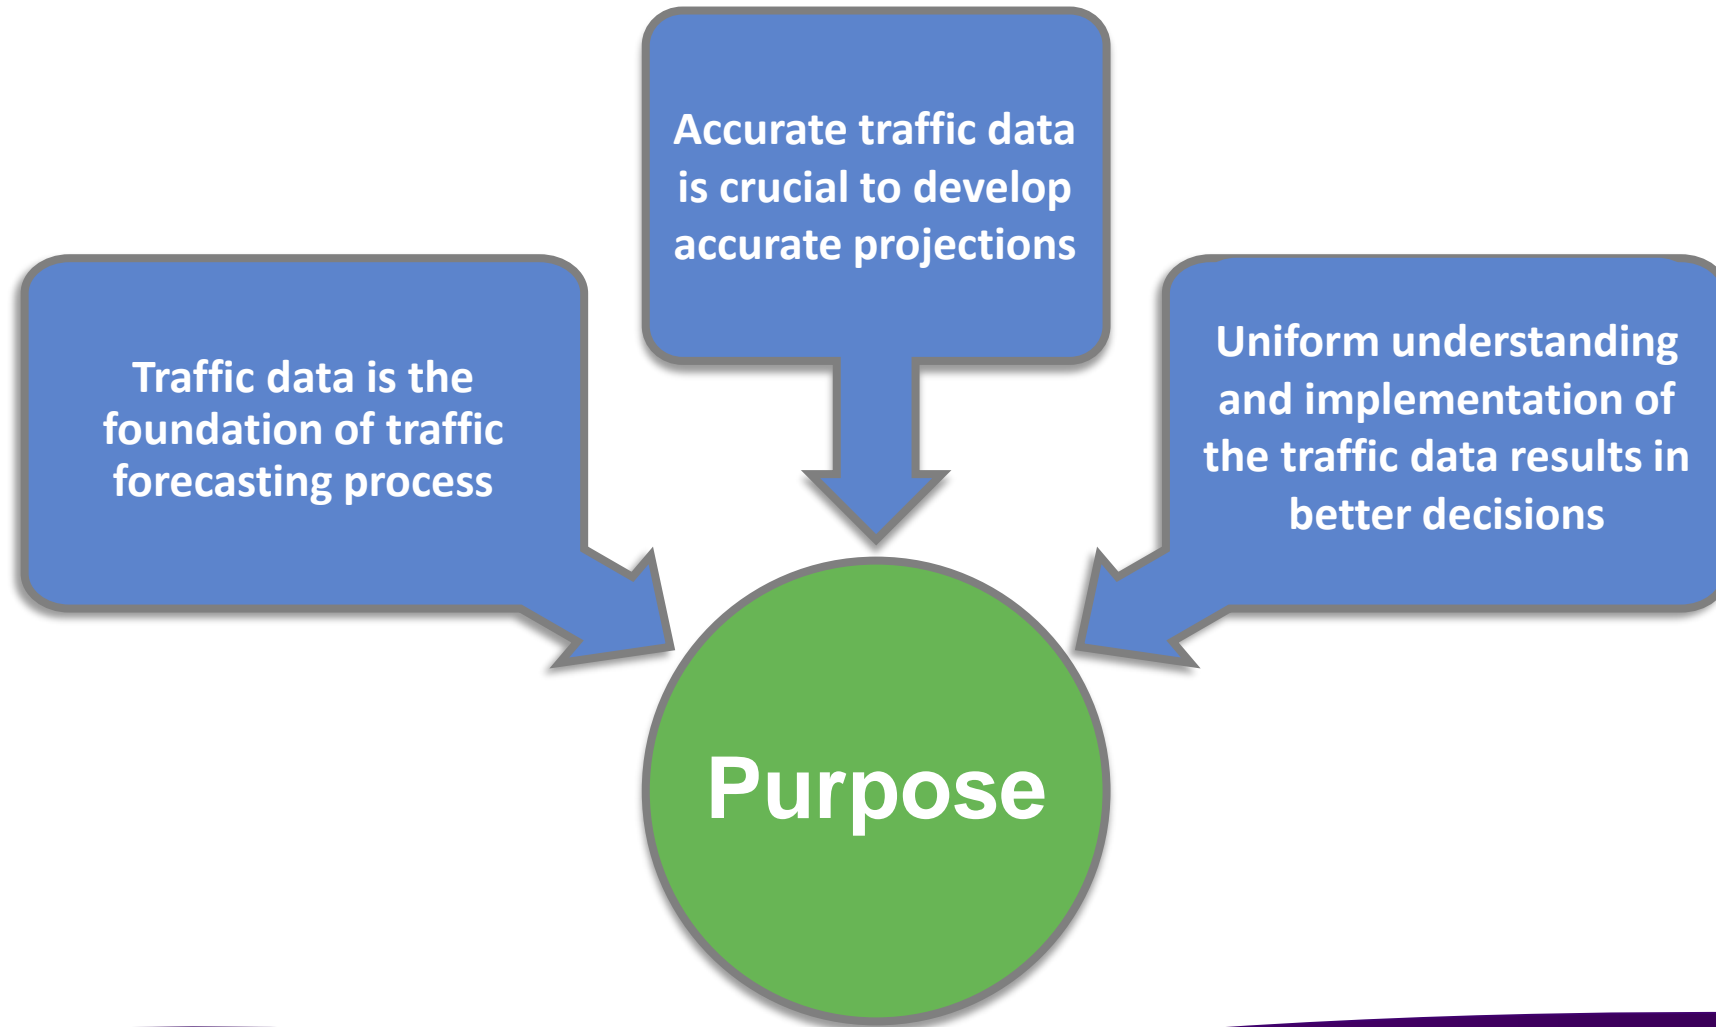 Accurate traffic data
is crucial to develop
accurate projections
Traffic data is the
foundation of traffic
forecasting process
Uniform understanding
and implementation of
the traffic data results in
better decisions
Purpose